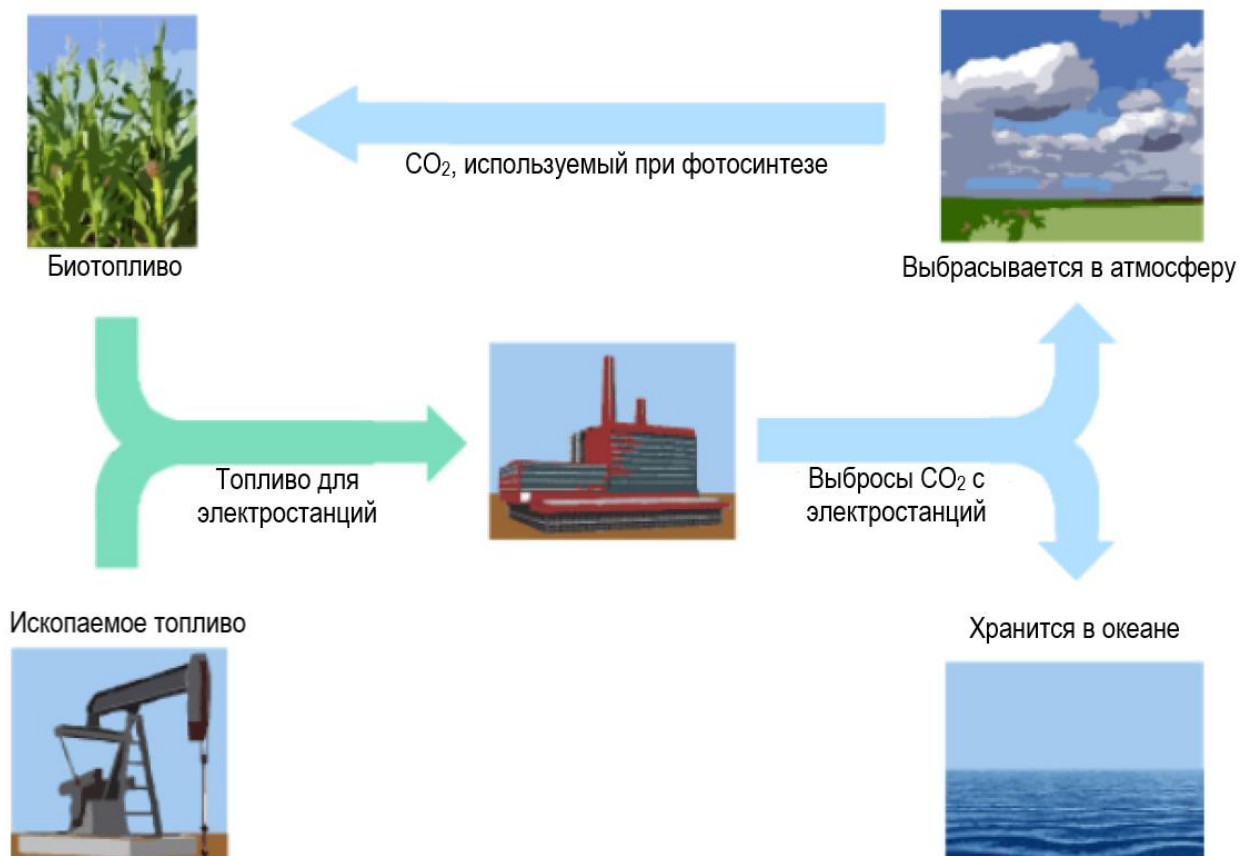 CO₂, используемый при фотосинтезе
Биотопливо
Выбрасывается в атмосферу
Топливо для
электростанций
Выбросы CO₂ с
электростанций
Ископаемое топливо
Хранится в океане